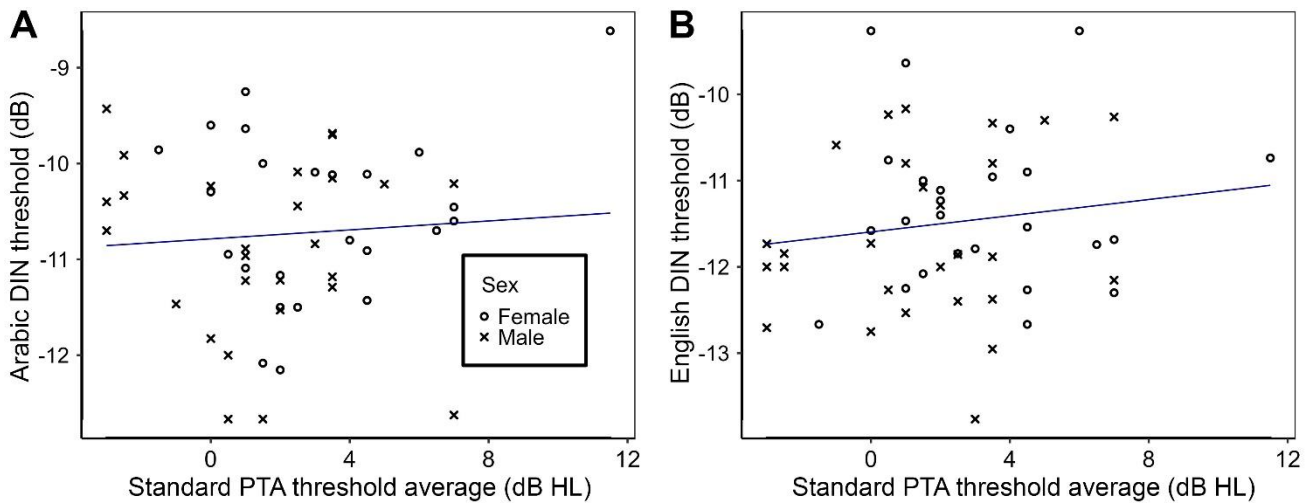 A
Arabic DIN threshold (dB)
-9
-10
-11
-12
0
4
8
12
Standard PTA threshold average (dB HL)
Sex
Female
Male
B
English DIN threshold (dB)
-10
-11
-12
-13
0
4
8
12
Standard PTA threshold average (dB HL)